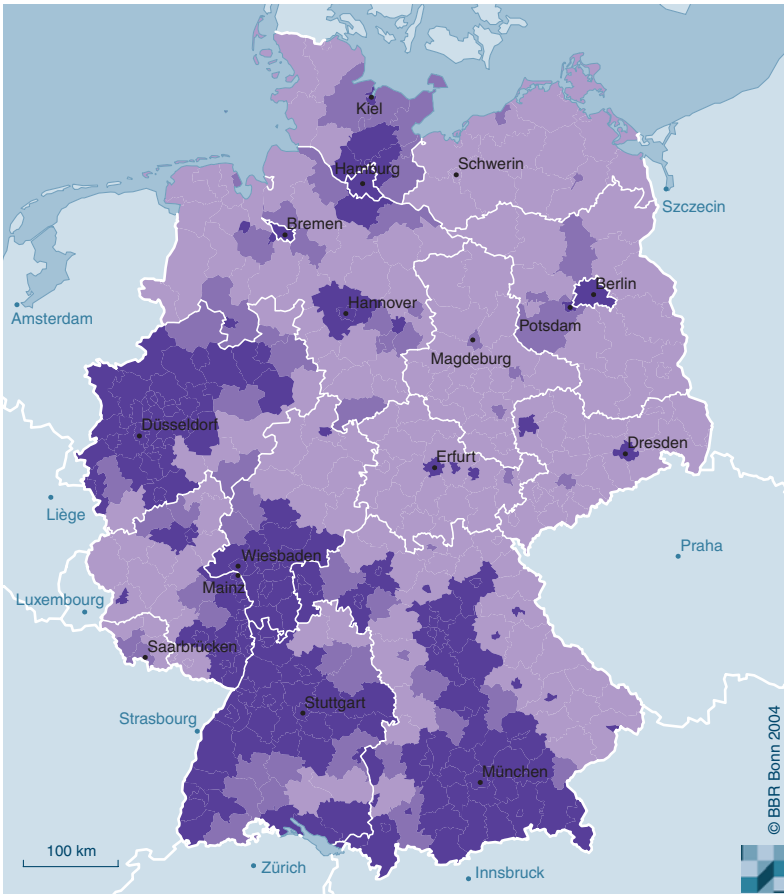 Kiel
Hamburg
Schwerin
Szczecin
Bremen
Berlin
Hannover
Amsterdam
Potsdam
Magdeburg
Düsseldorf
Dresden
Erfurt
Liège
Praha
Wiesbaden
Mainz
Luxembourg
Saarbrücken
Stuttgart
Strasbourg
München
© BBR Bonn 2004
100 km
Zürich
Innsbruck